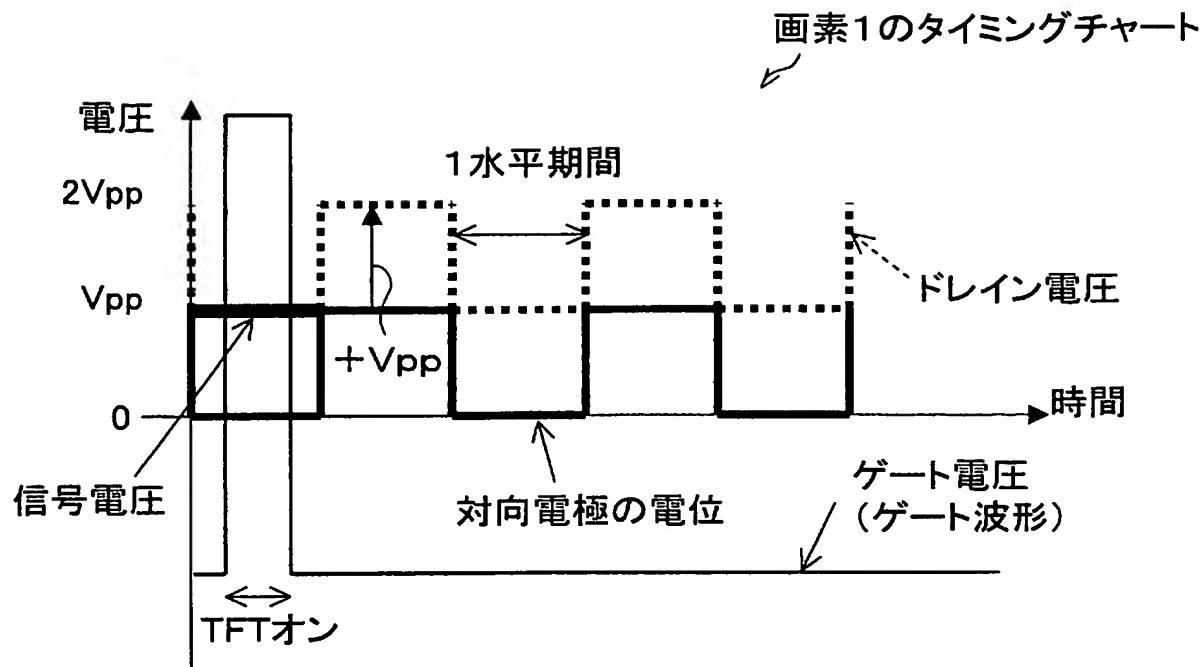 画素1のタイミングチャート
電圧
1水平期間
2Vpp
Vpp
ドレイン電圧
+Vpp
0
時間
信号電圧
対向電極の電位
ゲート電圧
(ゲート波形)
TFTオン